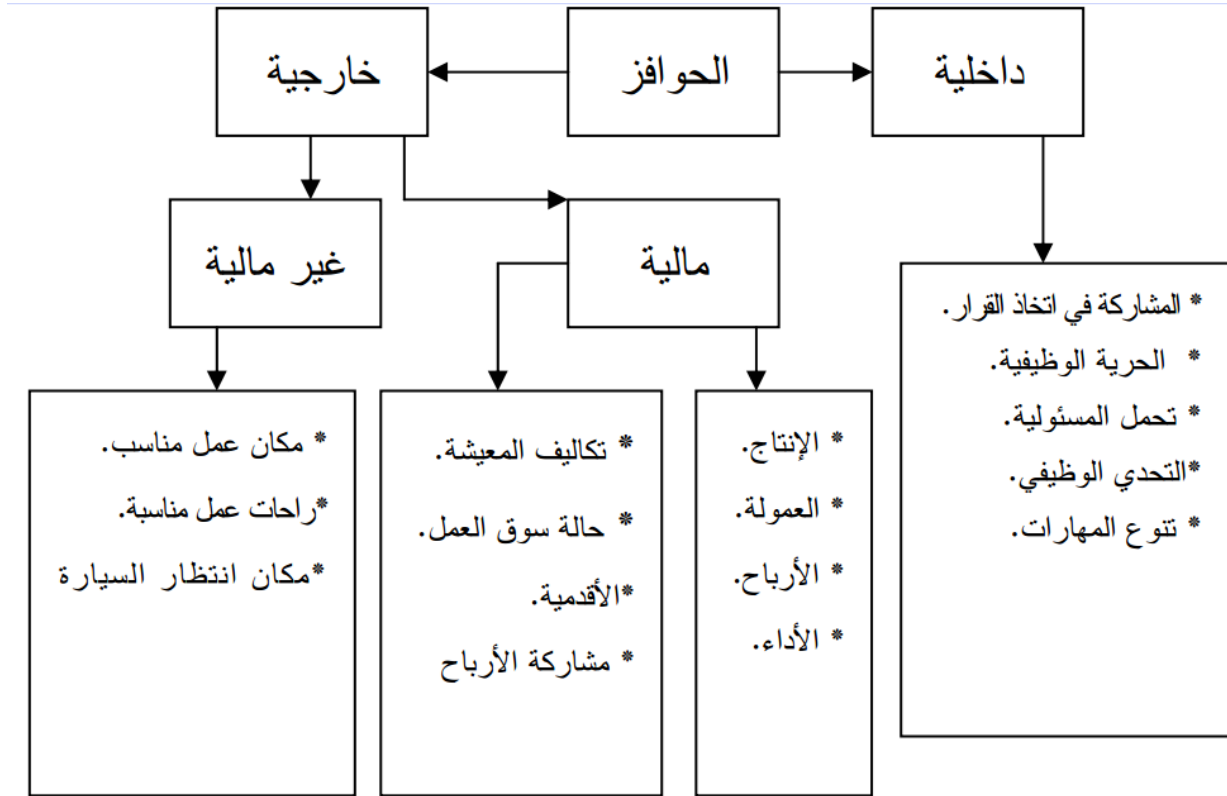 داخلية
الحوافز
خارجية
مالية
غير مالية
* المشاركة في اتخاذ القرار.
* الحرية الوظيفية.
* تحمل المسئولية.
*التحدي الوظيفي.
* تنوع المهارات.
* الإنتاج.
* العمولة.
* الأرباح.
* الأداء.
* تكاليف المعيشة.
* حالة سوق العمل.
*الأقدمية.
* مشاركة الأرباح
* مكان عمل مناسب.
*راحات عمل مناسبة.
*مكان انتظار السيارة